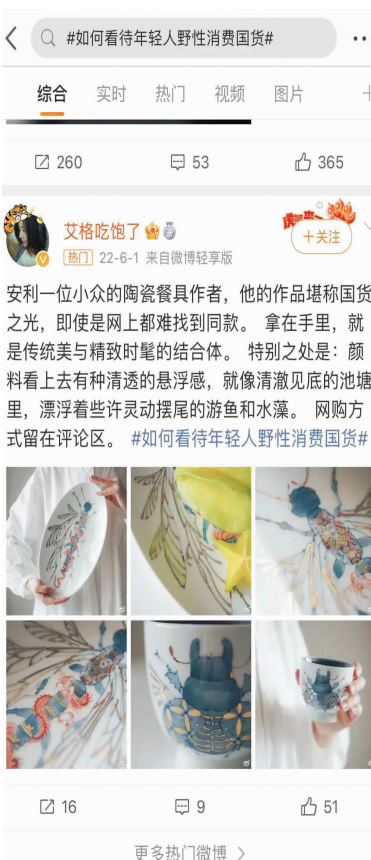 #如何看待年轻人野性消费国货#
综合 实时 热门 视频 图片
260 53 365
艾格吃饱了
+关注
热门 22-6-1 来自微博轻享版
安利一位小众的陶瓷餐具作者，他的作品堪称国货
之光，即使是网上都难找到同款。 拿在手里，就
是传统美与精致时髦的结合体。 特别之处是：颜
料看上去有种清透的悬浮感，就像清澈见底的池塘
里，漂浮着些许灵动摆尾的游鱼和水藻。 网购方
式留在评论区。 #如何看待年轻人野性消费国货#
16 9 51
更多热门微博